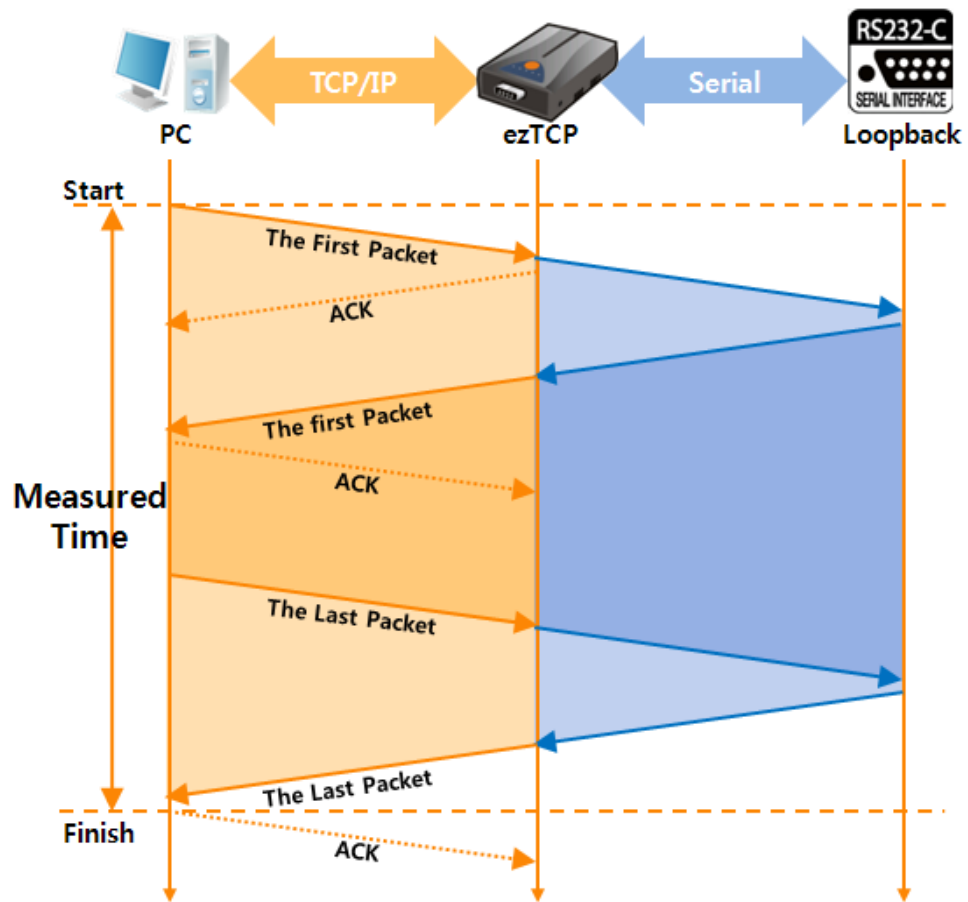 RS232-C
SERIAL INTERFACE
TCP/IP
Serial
PC
ezTCP
Loopback
Start
The First Packet
ACK
The first Packet
ACK
Measured
Time
The Last Packet
The Last Packet
Finish
ACK